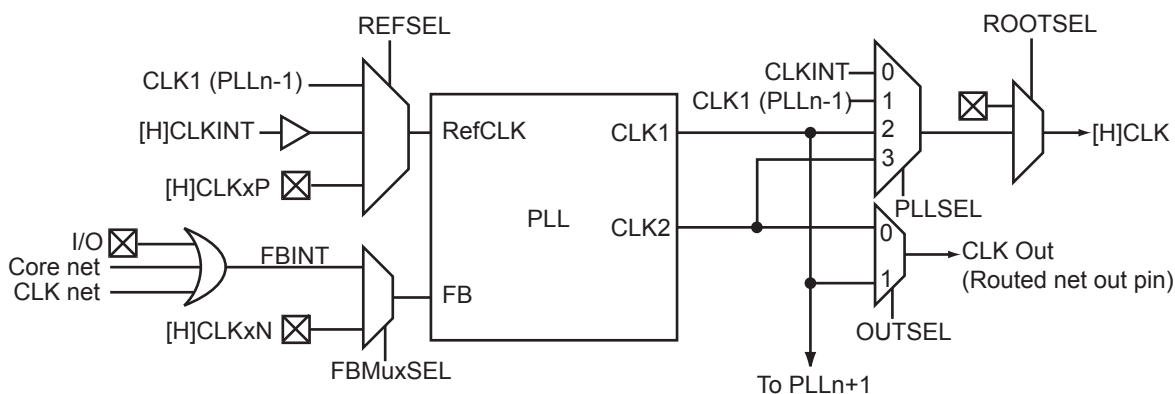 REFSEL
ROOTSEL
CLK1 (PLLn-1)
CLKINT
0
CLK1 (PLLn-1)
1
[H]CLKINT
RefCLK
CLK1
2
[H]CLK
3
[H]CLKxP
PLL
PLLSEL
CLK2
0
I/O
Core net
FBINT
CLK net
CLK Out
(Routed net out pin)
FB
1
[H]CLKxN
OUTSEL
FBMuxSEL
To PLLn+1